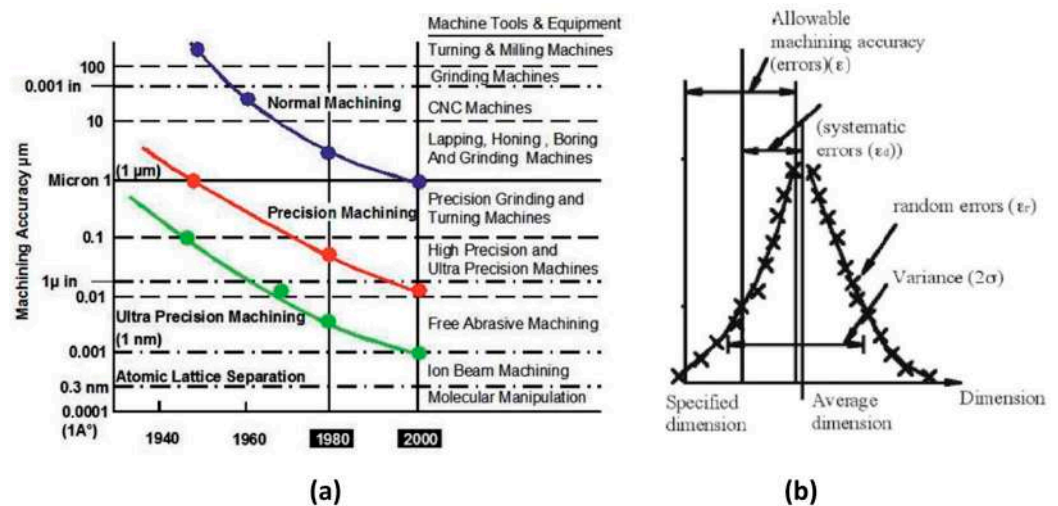 Machining Accuracy µm
100
0.001 in
10
Micron 1
0.1
1µ in
0.01
0.001
0.3 nm
0.0001
(1A°)
1940
1960
1980
2000
Normal Machining
(1 µm)
Precision Machining
Ultra Precision Machining
(1 nm)
Atomic Lattice Separation
Machine Tools & Equipment
Turning & Milling Machines
Grinding Machines
CNC Machines
Lapping, Honing , Boring
And Grinding Machines
Precision Grinding and
Turning Machines
High Precision and
Ultra Precision Machines
Free Abrasive Machining
Ion Beam Machining
Molecular Manipulation
(a)
Allowable
machining accuracy
(errors)(ε)
(systematic
errors (εd))
random errors (εr)
Variance (2σ)
Specified
dimension
Average
dimension
Dimension
(b)